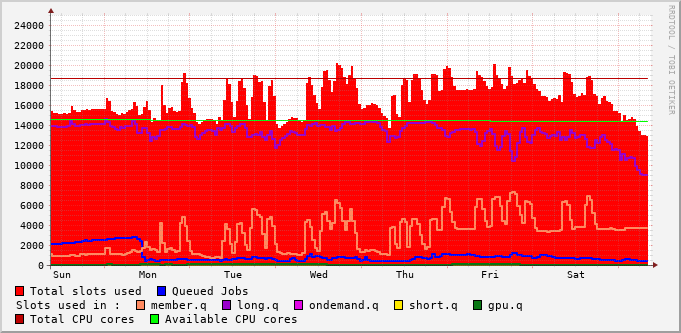 24000
22000
20000
18000
16000
14000
12000
10000
8000
6000
4000
2000
0
Sun Mon Tue Wed Thu Fri Sat
Total slots used Queued Jobs
Slots used in : member.q long.q ondemand.q short.q gpu.q
Total CPU cores Available CPU cores
RRDTOOL / TOBI OETIKER